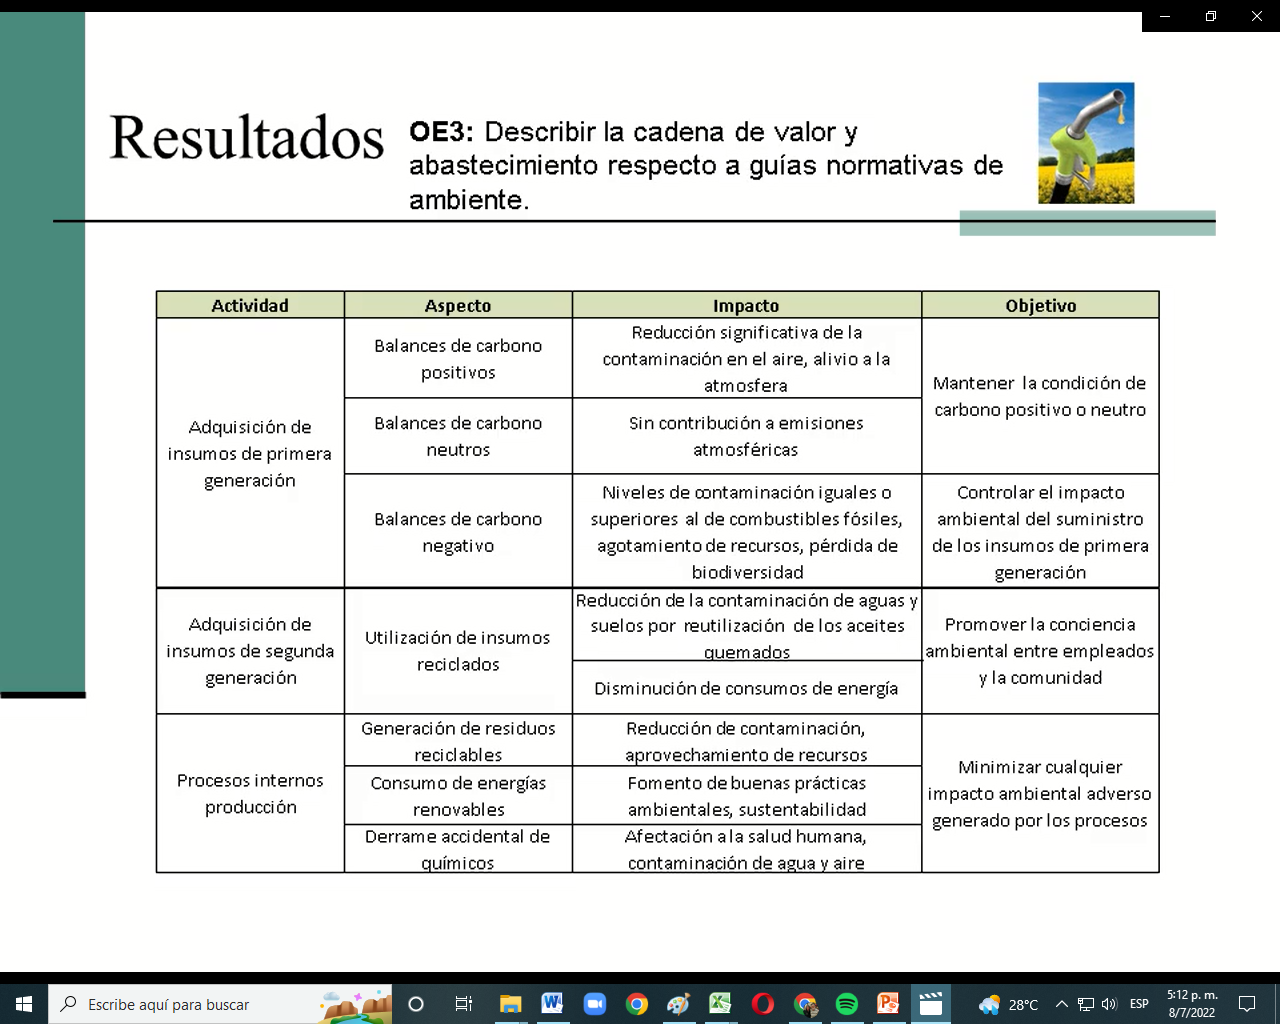 Resultados
OE3: Describir la cadena de valor y
abastecimiento respecto a guías normativas de
ambiente.
Actividad Aspecto Impacto Objetivo
Adquisición de
insumos de primera
generación
Balances de carbono
positivos
Reducción significativa de la
contaminación en el aire, alivio a la
atmosfera
Mantener la condición de
carbono positivo o neutro
Balances de carbono
neutros
Sin contribución a emisiones
atmosféricas
Balances de carbono
negativo
Niveles de contaminación iguales o
superiores al de combustibles fósiles,
agotamiento de recursos, pérdida de
biodiversidad
Controlar el impacto
ambiental del suministro
de los insumos de primera
generación
Adquisición de
insumos de segunda
generación
Utilización de insumos
reciclados
Reducción de la contaminación de aguas y
suelos por reutilización de los aceites
quemados
Disminución de consumos de energía
Promover la conciencia
ambiental entre empleados
y la comunidad
Procesos internos
producción
Generación de residuos
reciclables
Reducción de contaminación,
aprovechamiento de recursos
Consumo de energías
renovables
Fomento de buenas prácticas
ambientales, sustentabilidad
Derrame accidental de
químicos
Afectación a la salud humana,
contaminación de agua y aire
Minimizar cualquier
impacto ambiental adverso
generado por los procesos
Escribe aquí para buscar
28°C
ESP
5:12 p. m.
8/7/2022